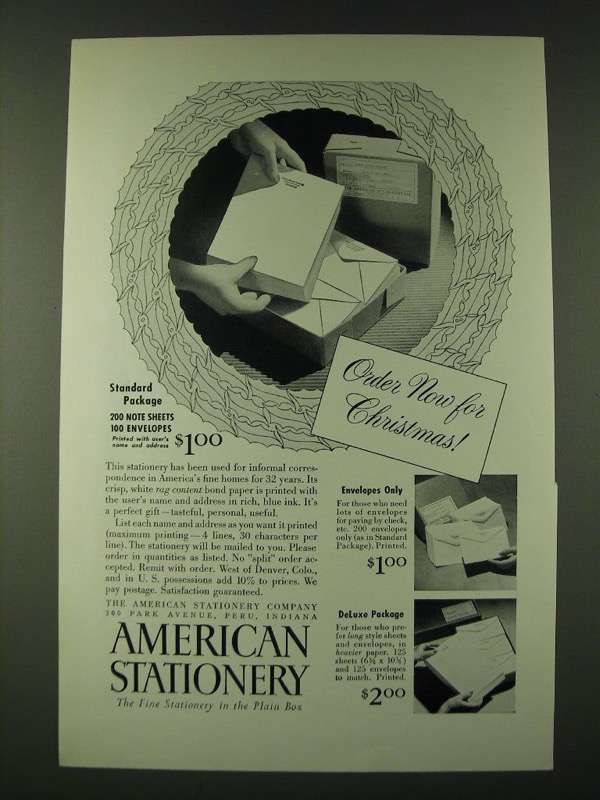 Order Now for
Christmas!
Standard
Package
200 NOTE SHEETS
100 ENVELOPES
Printed with user's
name and address
$1.00
This stationery has been used for informal corres-
pondence in America's fine homes for 32 years. Its
crisp, white rag content bond paper is printed with
the user's name and address in rich, blue ink. It's
a perfect gift—tasteful, personal, useful.
List each name and address as you want it printed
(maximum printing—4 lines, 30 characters per
line). The stationery will be mailed to you. Please
order in quantities as listed. No "split" order ac-
cepted. Remit with order. West of Denver, Colo.,
and in U. S. possessions add 10% to prices. We
pay postage. Satisfaction guaranteed.
THE AMERICAN STATIONERY COMPANY
300 PARK AVENUE, PERU, INDIANA
AMERICAN
STATIONERY
The Fine Stationery in the Plain Box
Envelopes Only
For those who need
lots of envelopes
for paying by check,
etc. 200 envelopes
only (as in Standard
Package). Printed.
$1.00
DeLuxe Package
For those who pre-
fer long style sheets
and envelopes, in
heavier paper. 125
sheets
and 125 envelopes
to match. Printed.
$2.00